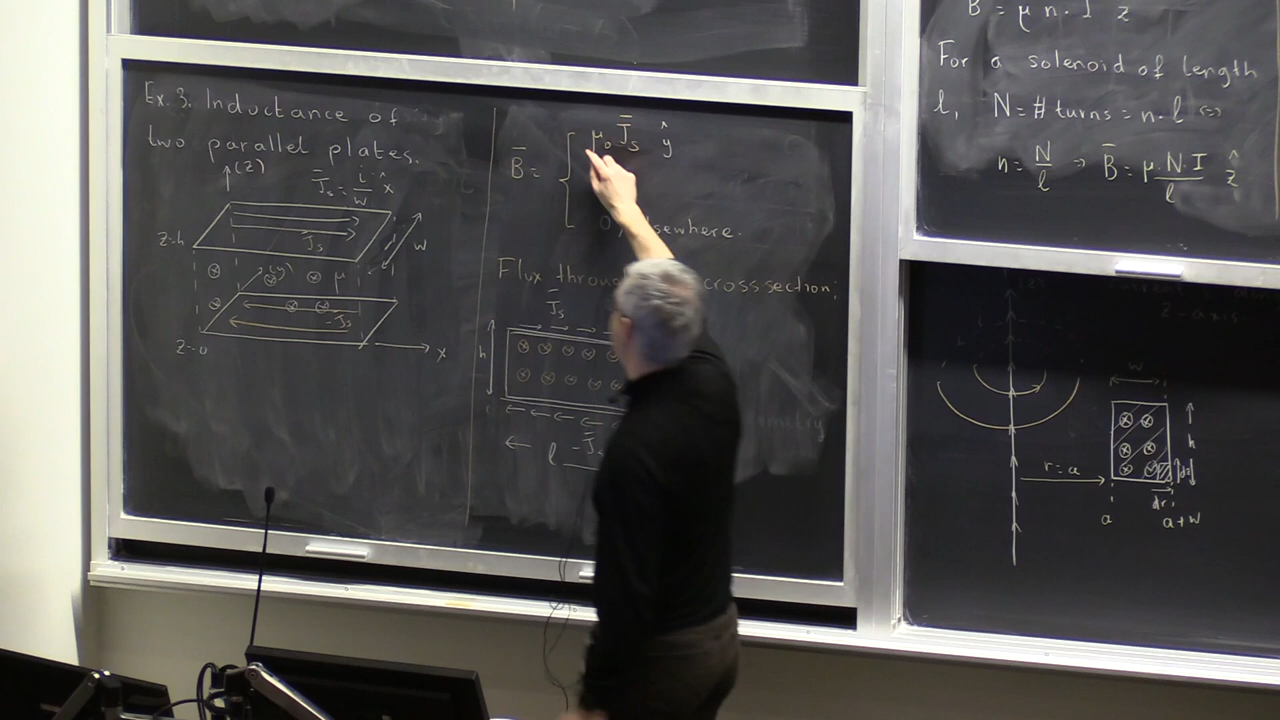 Ex. 3. Inductance of
two parallel plates.
(z)
J̄s = i/w x̂
z=h
J̄s
w
(y)
μ
-J̄s
z=0
x
B̄ = { μ₀ J̄s ŷ
0, elsewhere.
Flux through cross section:
J̄s
h
-J̄s
l
B̄ = μ n · I ẑ
For a solenoid of length
l, N = # turns = n · l ⇔
n = N/l → B̄ = μ · N · I / l ẑ
z-axis
w
h
r = a
dz
dr
a
a+w